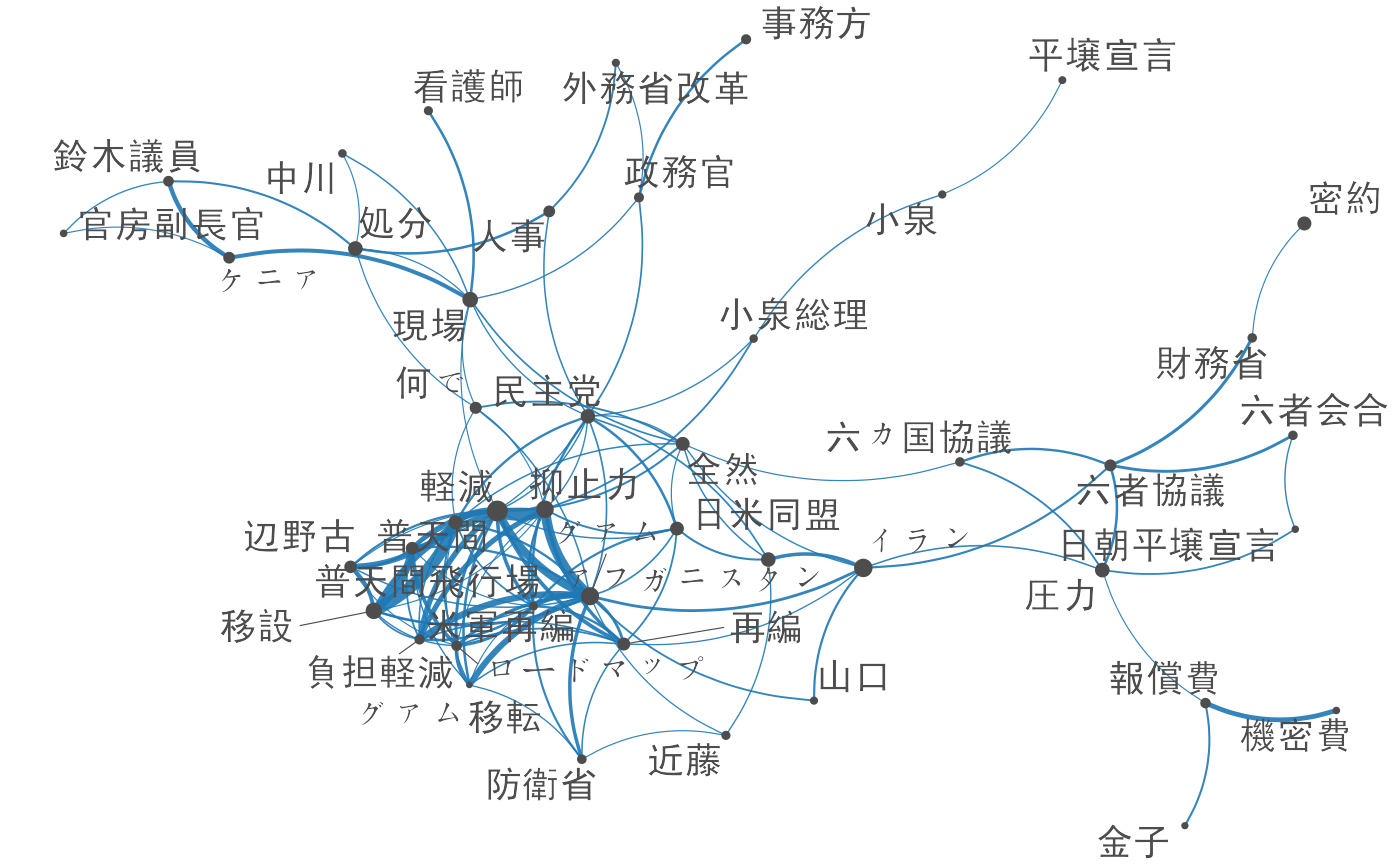 事務方
平壌宣言
看護師
外務省改革
鈴木議員
中川
政務官
密約
官房副長官
処分
人事
小泉
ケニア
現場
小泉総理
財務省
何で
民主党
六者会合
六カ国協議
全然
軽減
抑止力
六者協議
辺野古
普天間
グアム
日米同盟
イラン
日朝平壌宣言
普天間飛行場
アフガニスタン
圧力
移設
米軍再編
再編
負担軽減
ロードマップ
山口
報償費
グアム移転
機密費
近藤
防衛省
金子